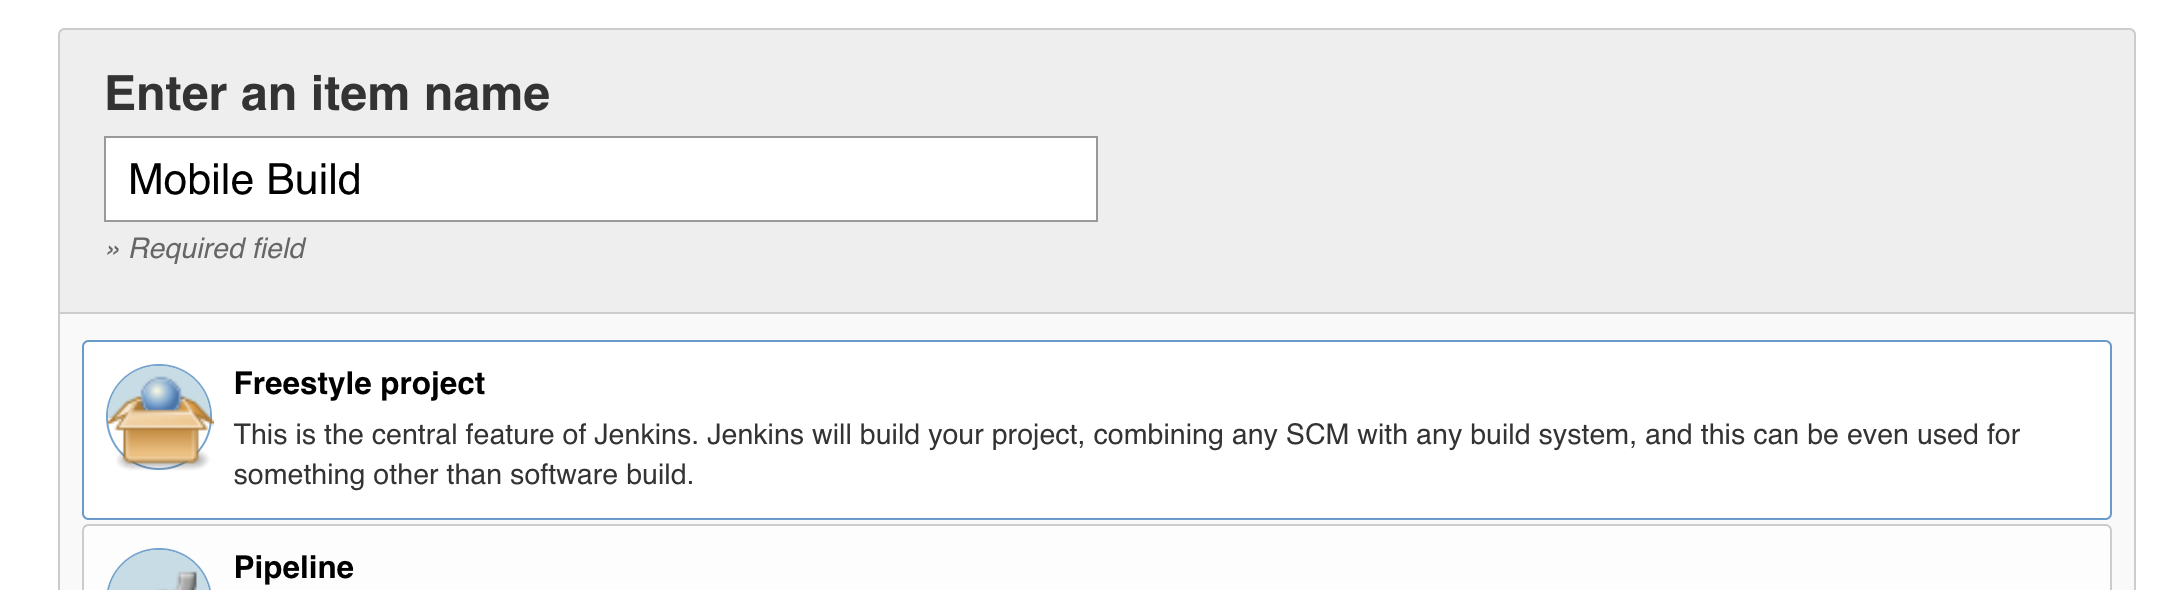 Enter an item name
Mobile Build
» Required field
Freestyle project
This is the central feature of Jenkins. Jenkins will build your project, combining any SCM with any build system, and this can be even used for
something other than software build.
Pipeline